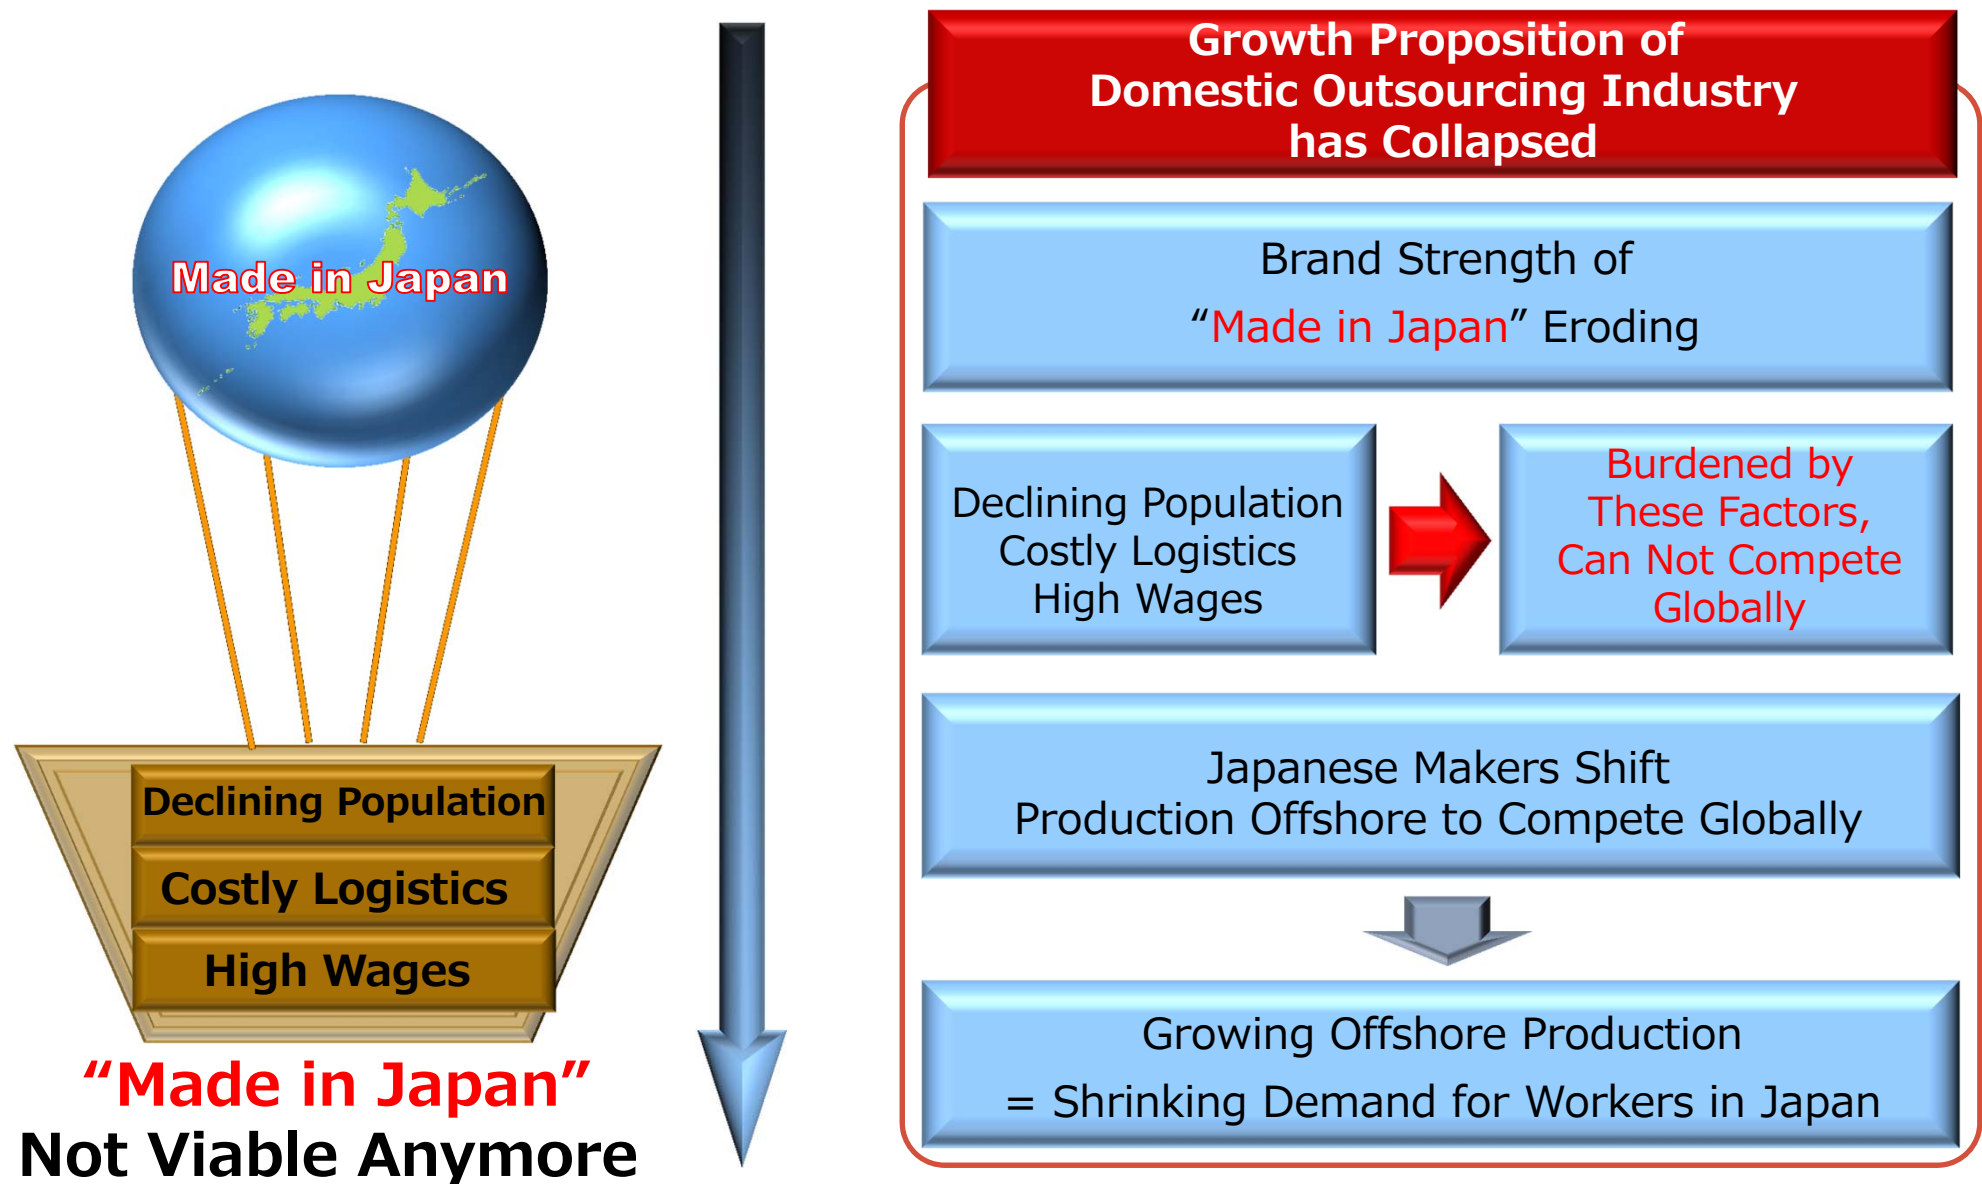 Made in Japan
Declining Population
Costly Logistics
High Wages
“Made in Japan”
Not Viable Anymore
Growth Proposition of
Domestic Outsourcing Industry
has Collapsed
Brand Strength of
“Made in Japan” Eroding
Declining Population
Costly Logistics
High Wages
Burdened by
These Factors,
Can Not Compete
Globally
Japanese Makers Shift
Production Offshore to Compete Globally
Growing Offshore Production
= Shrinking Demand for Workers in Japan